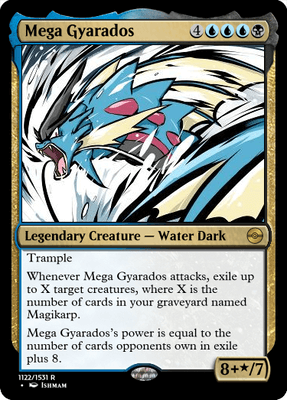 Mega Gyarados 4
Legendary Creature — Water Dark
Trample
Whenever Mega Gyarados attacks, exile up
to X target creatures, where X is the
number of cards in your graveyard named
Magikarp.
Mega Gyarados's power is equal to the
number cards opponents own in exile
plus 8.
8+★/7
1122/1531 R
• Ishmam